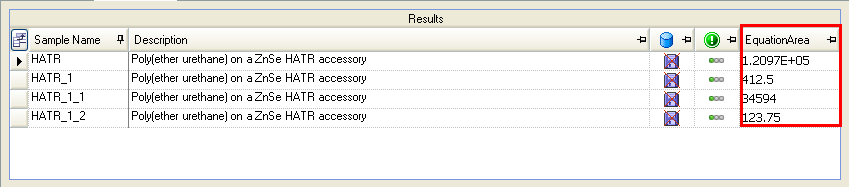 Results
Sample Name Description EquationArea
HATR Poly(ether urethane) on a ZnSe HATR accessory 1.2097E+05
HATR_1 Poly(ether urethane) on a ZnSe HATR accessory 412.5
HATR_1_1 Poly(ether urethane) on a ZnSe HATR accessory 34594
HATR_1_2 Poly(ether urethane) on a ZnSe HATR accessory 123.75